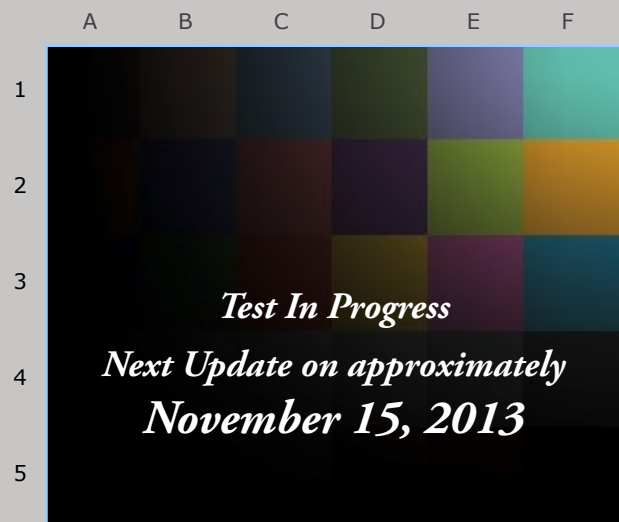 A B C D E F
1
2
3
Test In Progress
Next Update on approximately
4
November 15, 2013
5